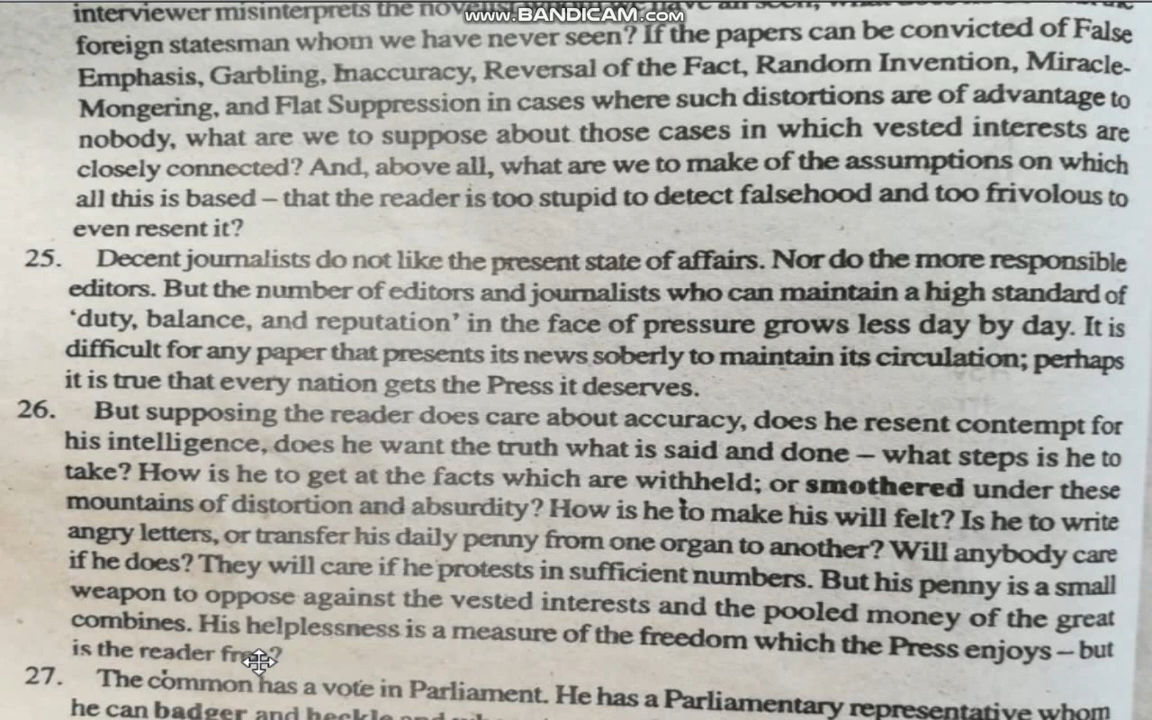 www.BANDICAM.com
interviewer misinterprets the
foreign statesman whom we have never seen? If the papers can be convicted of False
Emphasis, Garbling, Inaccuracy, Reversal of the Fact, Random Invention, Miracle-
Mongering, and Flat Suppression in cases where such distortions are of advantage to
nobody, what are we to suppose about those cases in which vested interests are
closely connected? And, above all, what are we to make of the assumptions on which
all this is based – that the reader is too stupid to detect falsehood and too frivolous to
even resent it?
25. Decent journalists do not like the present state of affairs. Nor do the more responsible
editors. But the number of editors and journalists who can maintain a high standard of
‘duty, balance, and reputation’ in the face of pressure grows less day by day. It is
difficult for any paper that presents its news soberly to maintain its circulation; perhaps
it is true that every nation gets the Press it deserves.
26. But supposing the reader does care about accuracy, does he resent contempt for
his intelligence, does he want the truth what is said and done – what steps is he to
take? How is he to get at the facts which are withheld; or smothered under these
mountains of distortion and absurdity? How is he to make his will felt? Is he to write
angry letters, or transfer his daily penny from one organ to another? Will anybody care
if he does? They will care if he protests in sufficient numbers. But his penny is a small
weapon to oppose against the vested interests and the pooled money of the great
combines. His helplessness is a measure of the freedom which the Press enjoys – but
is the reader free?
27. The common has a vote in Parliament. He has a Parliamentary representative whom
he can badger and heckle and